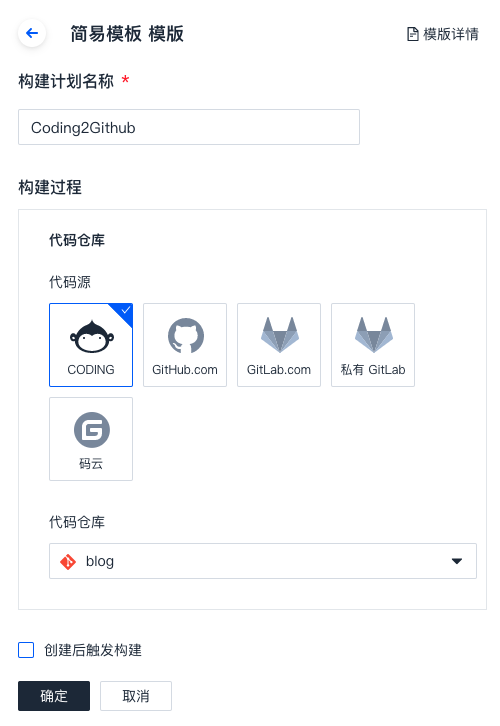 简易模板 模版
模版详情
构建计划名称 *
Coding2Github
构建过程
代码仓库
代码源
CODING
GitHub.com
GitLab.com
私有 GitLab
码云
代码仓库
blog
创建后触发构建
确定
取消